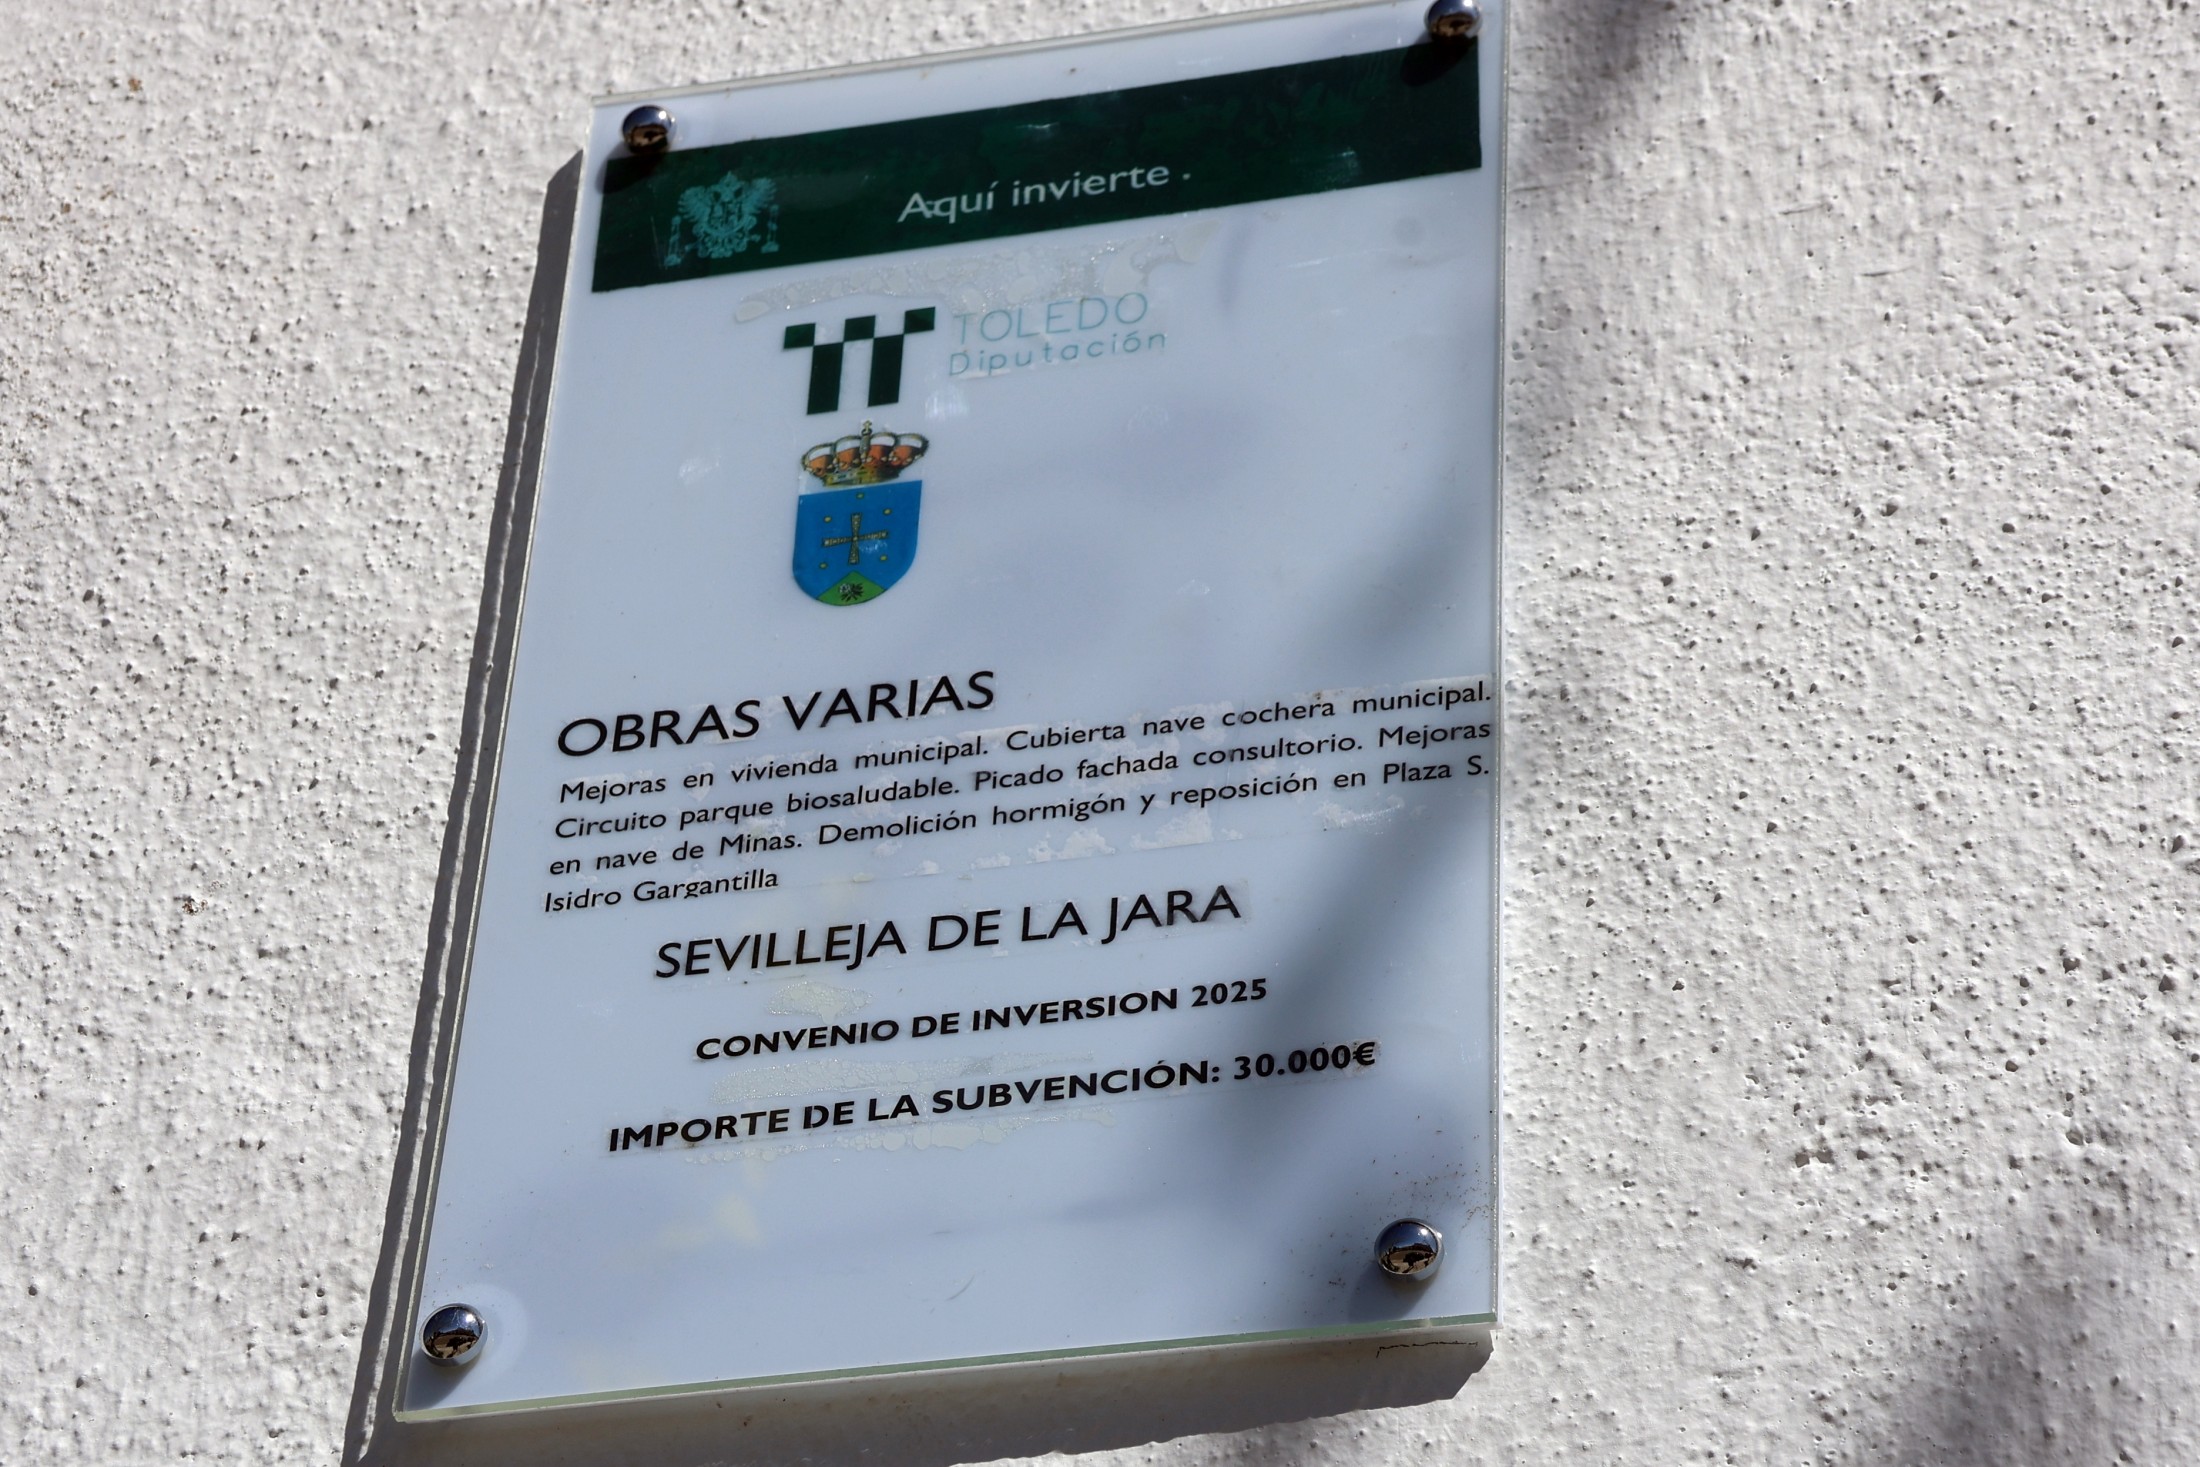 Aquí invierte .
TOLEDO
Diputación
OBRAS VARIAS
Mejoras en vivienda municipal. Cubierta nave cochera municipal.
Circuito parque biosaludable. Picado fachada consultorio. Mejoras
en nave de Minas. Demolición hormigón y reposición en Plaza S.
Isidro Gargantilla
SEVILLEJA DE LA JARA
CONVENIO DE INVERSION 2025
IMPORTE DE LA SUBVENCIÓN: 30.000€